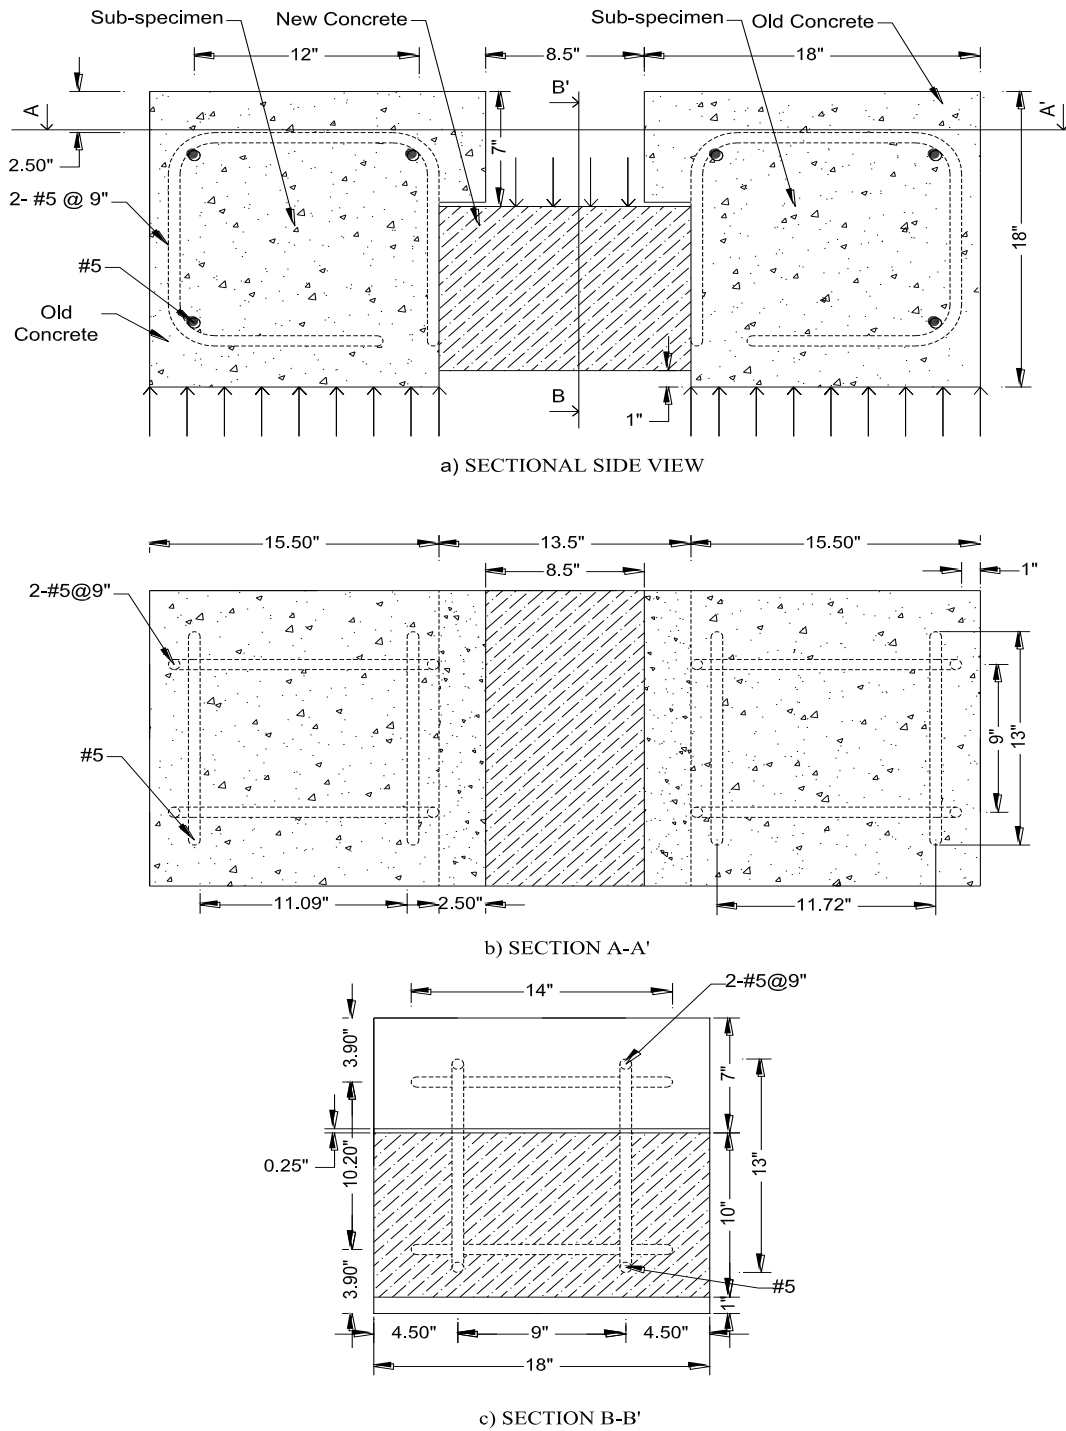 Sub-specimen
New Concrete
Sub-specimen
Old Concrete
12"
8.5"
18"
A
B'
A'
2.50"
7"
2- #5 @ 9"
#5
18"
Old
Concrete
B
1"
a) SECTIONAL SIDE VIEW
15.50"
13.5"
15.50"
8.5"
1"
2-#5@9"
9"
13"
#5
11.09"
2.50"
11.72"
b) SECTION A-A'
2-#5@9"
14"
3.90"
7"
0.25"
10.20"
13"
10"
3.90"
#5
1"
4.50"
9"
4.50"
18"
c) SECTION B-B'